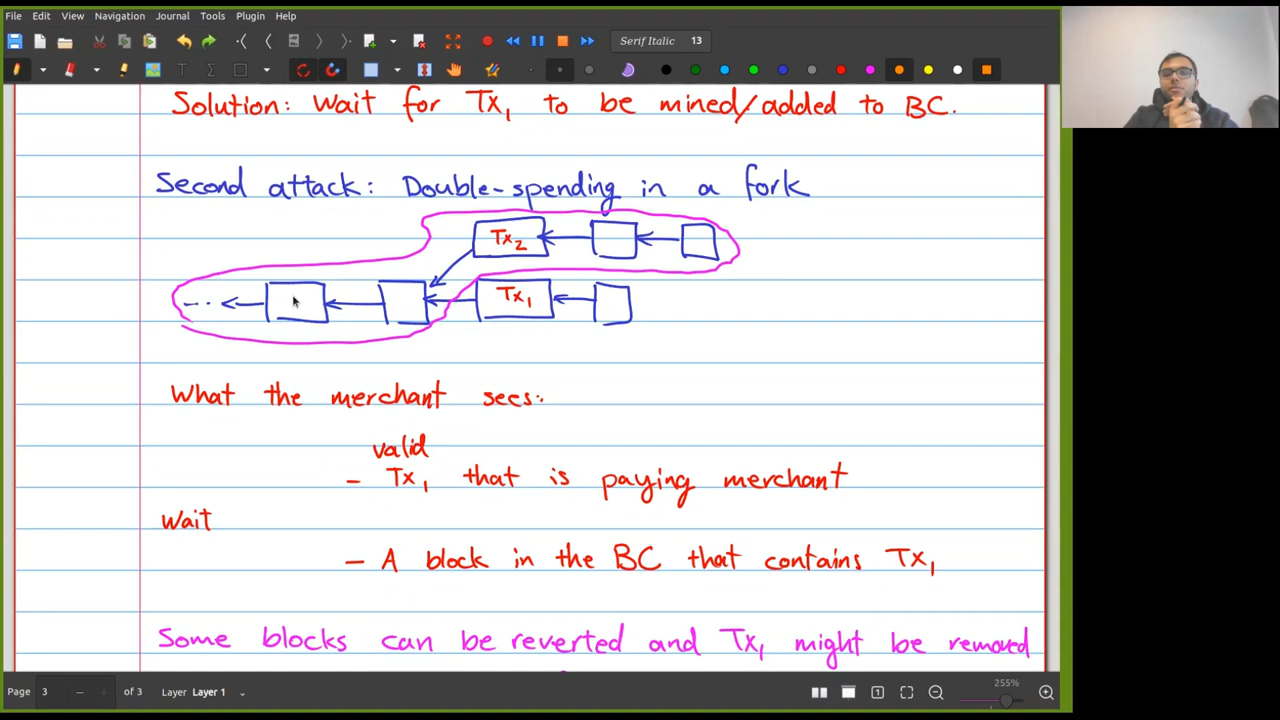 File Edit View Navigation Journal Tools Plugin Help
Serif Italic 13
Solution: Wait for Tx1 to be mined/added to BC.
Second attack: Double-spending in a fork
Tx2
... Tx1
What the merchant sees:
valid
- Tx1 that is paying merchant
Wait
- A block in the BC that contains Tx1
Some blocks can be reverted and Tx1 might be removed
Page 3 of 3 Layer Layer 1 255%